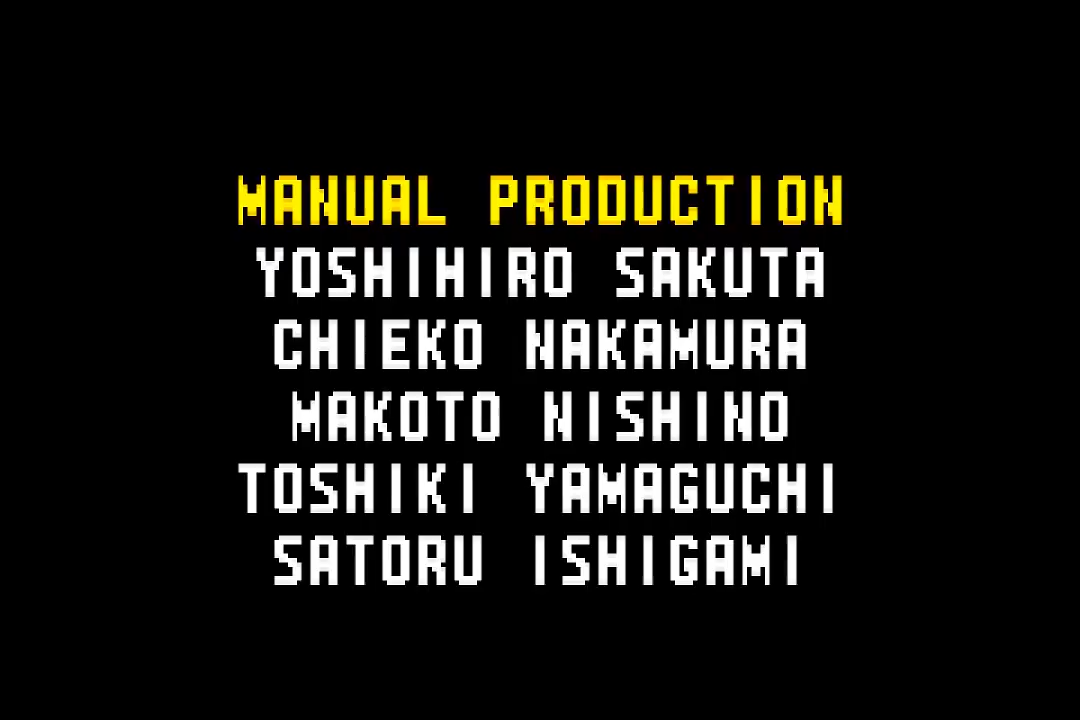 MANUAL PRODUCTION
YOSHIHIRO SAKUTA
CHIEKO NAKAMURA
MAKOTO NISHINO
TOSHIKI YAMAGUCHI
SATORU ISHIGAMI